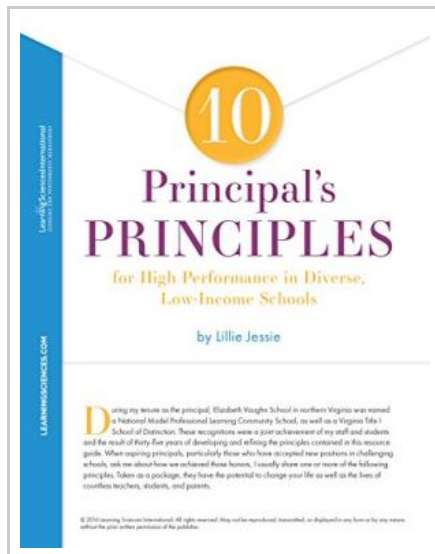 10
Principal's
PRINCIPLES
for High Performance in Diverse,
Low-Income Schools
by Lillie Jessie
LearningSciencesInternational
LEARNINGSCIENCES.COM
During my tenure as the principal, Elizabeth Vaughn School in northern Virginia was named
a National Model Professional Learning Community School, as well as a Virginia Title I
School of Distinction. These recognitions were a joint achievement of my staff and students
and the result of thirty-five years of developing and refining the principles contained in this resource
guide. When aspiring principals, particularly those who have accepted new positions in challenging
schools, ask me about how we achieved those honors, I usually share one or more of the following
principles. Taken as a package, they have the potential to change your life as well as the lives of
countless teachers, students, and parents.
© 2014 Learning Sciences International. All rights reserved. May not be reproduced, transmitted, or displayed in any form or by any means
without the prior written permission of the publisher.